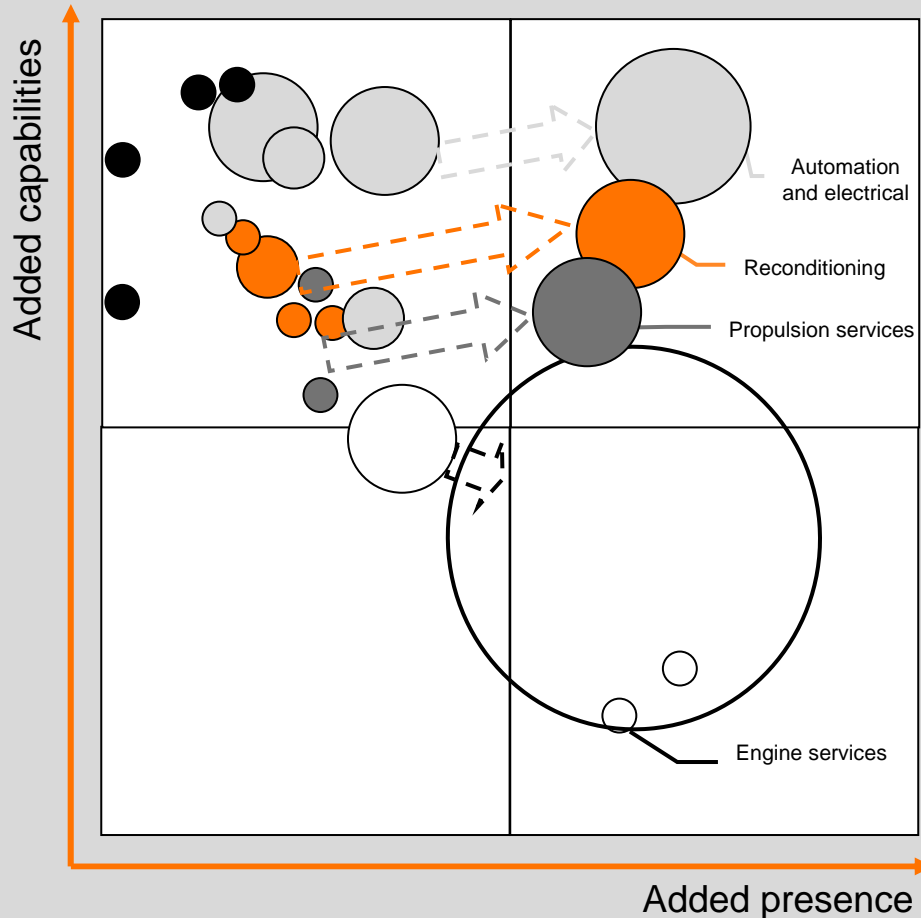 Added capabilities
Automation
and electrical
Reconditioning
Propulsion services
Engine services
Added presence